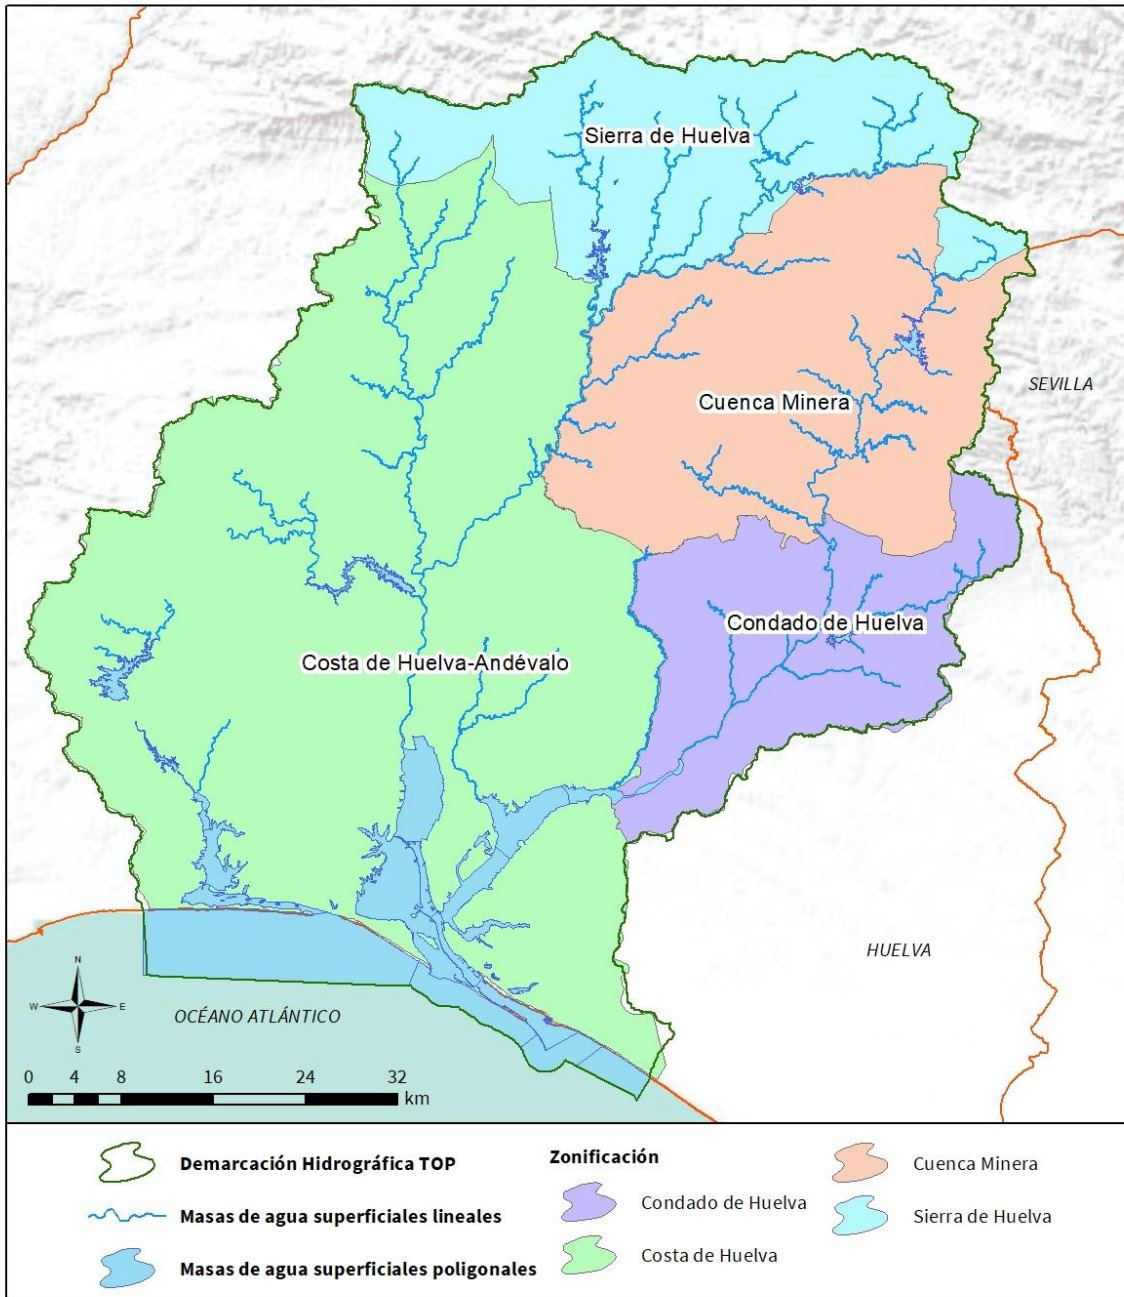 Sierra de Huelva
SEVILLA
Cuenca Minera
Condado de Huelva
Costa de Huelva-Andévalo
HUELVA
N
W E
S
OCÉANO ATLÁNTICO
0 4 8 16 24 32
km
Demarcación Hidrográfica TOP
Masas de agua superficiales lineales
Masas de agua superficiales poligonales
Zonificación
Condado de Huelva
Costa de Huelva
Cuenca Minera
Sierra de Huelva